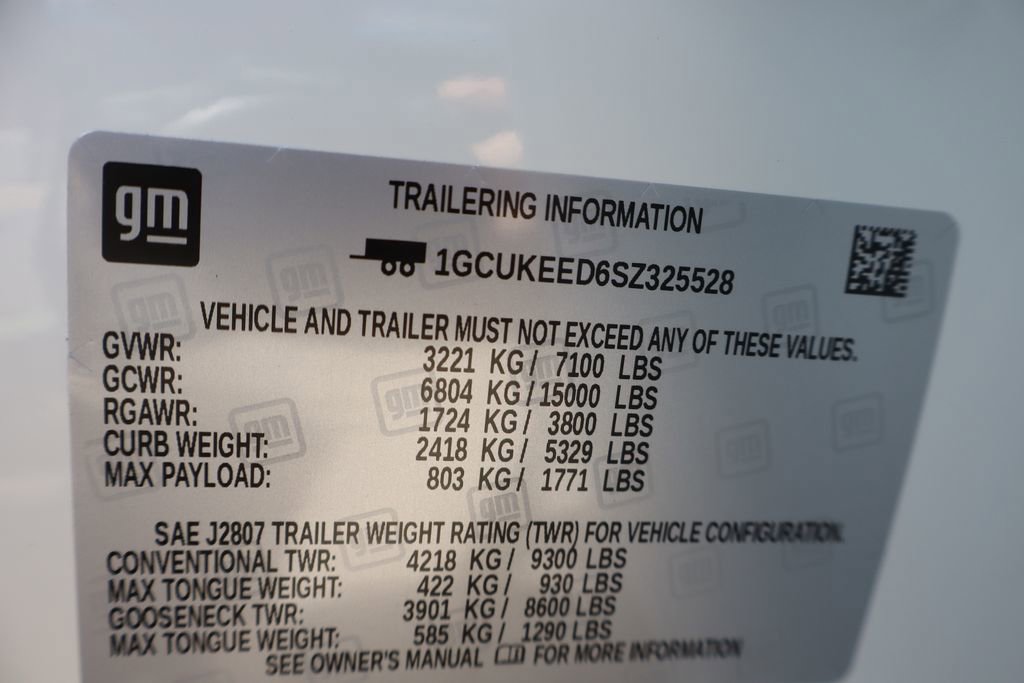 gm
TRAILERING INFORMATION
1GCUKEED6SZ325528
VEHICLE AND TRAILER MUST NOT EXCEED ANY OF THESE VALUES.
GVWR: 3221 KG/ 7100 LBS
GCWR: 6804 KG/15000 LBS
RGAWR: 1724 KG/ 3800 LBS
CURB WEIGHT: 2418 KG/ 5329 LBS
MAX PAYLOAD: 803 KG/ 1771 LBS
SAE J2807 TRAILER WEIGHT RATING (TWR) FOR VEHICLE CONFIGURATION.
CONVENTIONAL TWR: 4218 KG/ 9300 LBS
MAX TONGUE WEIGHT: 422 KG/ 930 LBS
GOOSENECK TWR: 3901 KG/ 8600 LBS
MAX TONGUE WEIGHT: 585 KG/ 1290 LBS
SEE OWNER'S MANUAL FOR MORE INFORMATION